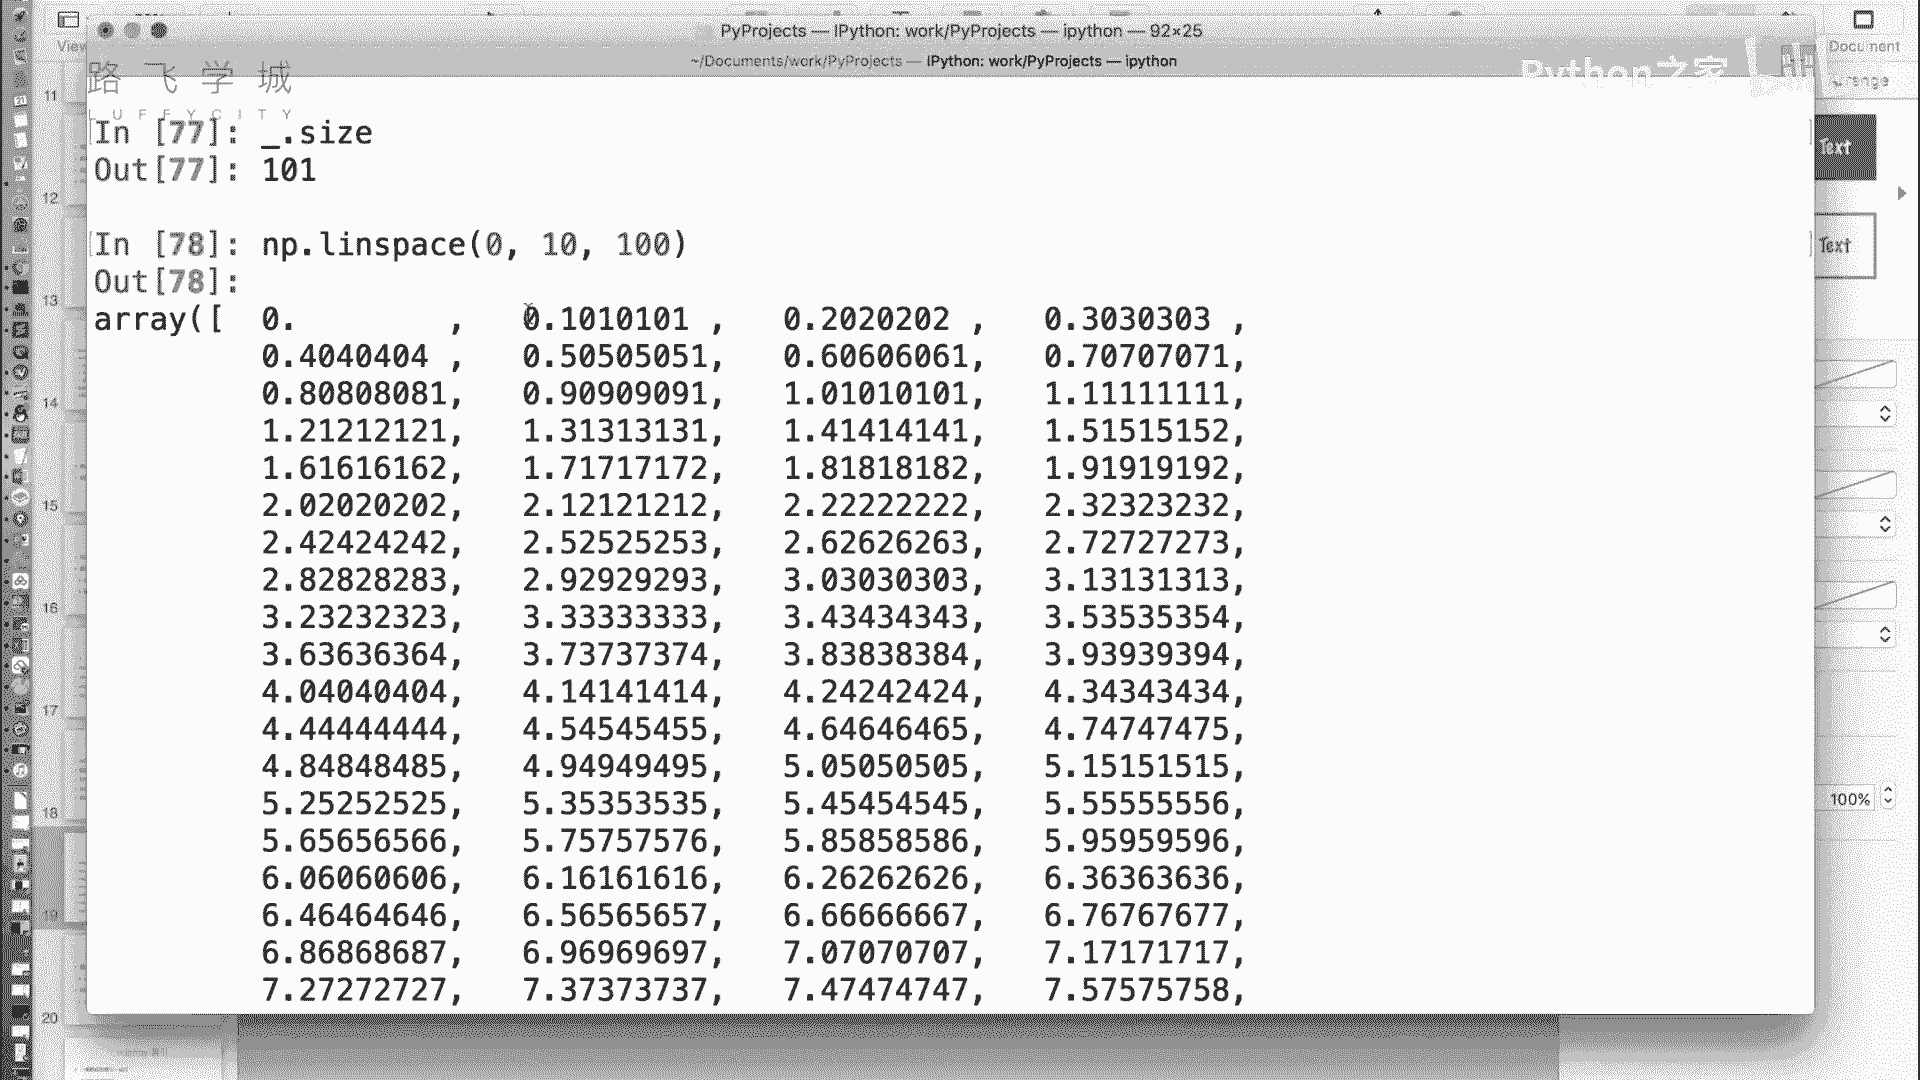 PyProjects — IPython: work/PyProjects — ipython — 92×25
~/Documents/work/PyProjects — IPython: work/PyProjects — ipython
View
Document
路飞学城
LUFFYCITY
Python之家
In [77]: _.size
Out[77]: 101
In [78]: np.linspace(0, 10, 100)
Out[78]:
array([  0.        ,   0.1010101 ,   0.2020202 ,   0.3030303 ,
0.4040404 ,   0.50505051,   0.60606061,   0.70707071,
0.80808081,   0.90909091,   1.01010101,   1.11111111,
1.21212121,   1.31313131,   1.41414141,   1.51515152,
1.61616162,   1.71717172,   1.81818182,   1.91919192,
2.02020202,   2.12121212,   2.22222222,   2.32323232,
2.42424242,   2.52525253,   2.62626263,   2.72727273,
2.82828283,   2.92929293,   3.03030303,   3.13131313,
3.23232323,   3.33333333,   3.43434343,   3.53535354,
3.63636364,   3.73737374,   3.83838384,   3.93939394,
4.04040404,   4.14141414,   4.24242424,   4.34343434,
4.44444444,   4.54545455,   4.64646465,   4.74747475,
4.84848485,   4.94949495,   5.05050505,   5.15151515,
5.25252525,   5.35353535,   5.45454545,   5.55555556,
5.65656566,   5.75757576,   5.85858586,   5.95959596,
6.06060606,   6.16161616,   6.26262626,   6.36363636,
6.46464646,   6.56565657,   6.66666667,   6.76767677,
6.86868687,   6.96969697,   7.07070707,   7.17171717,
7.27272727,   7.37373737,   7.47474747,   7.57575758,
11
12
13
14
15
16
17
18
19
20
Text
Text
100%